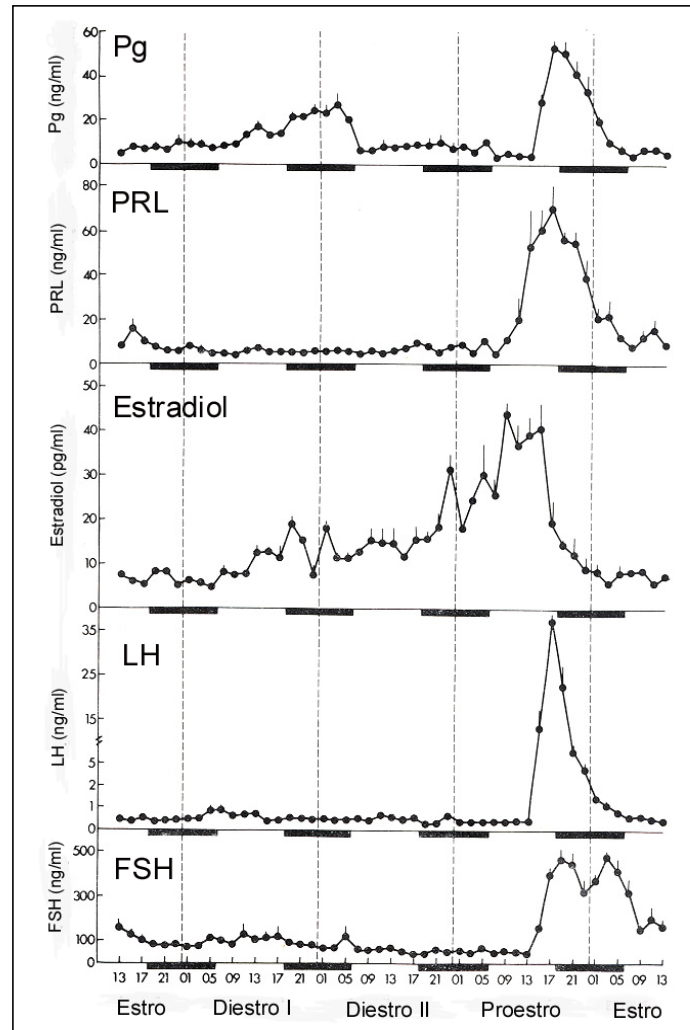 Pg
Pg (ng/ml)
60
40
20
0
PRL
PRL (ng/ml)
80
60
40
20
0
Estradiol
Estradiol (pg/ml)
50
40
30
20
10
0
LH
LH (ng/ml)
35
25
15
5
2
1
0
FSH
FSH (ng/ml)
500
300
100
0
13 17 21 01 05 09 13 17 21 01 05 09 13 17 21 01 05 09 13 17 21 01 05 09 13
Estro Diestro I Diestro II Proestro Estro